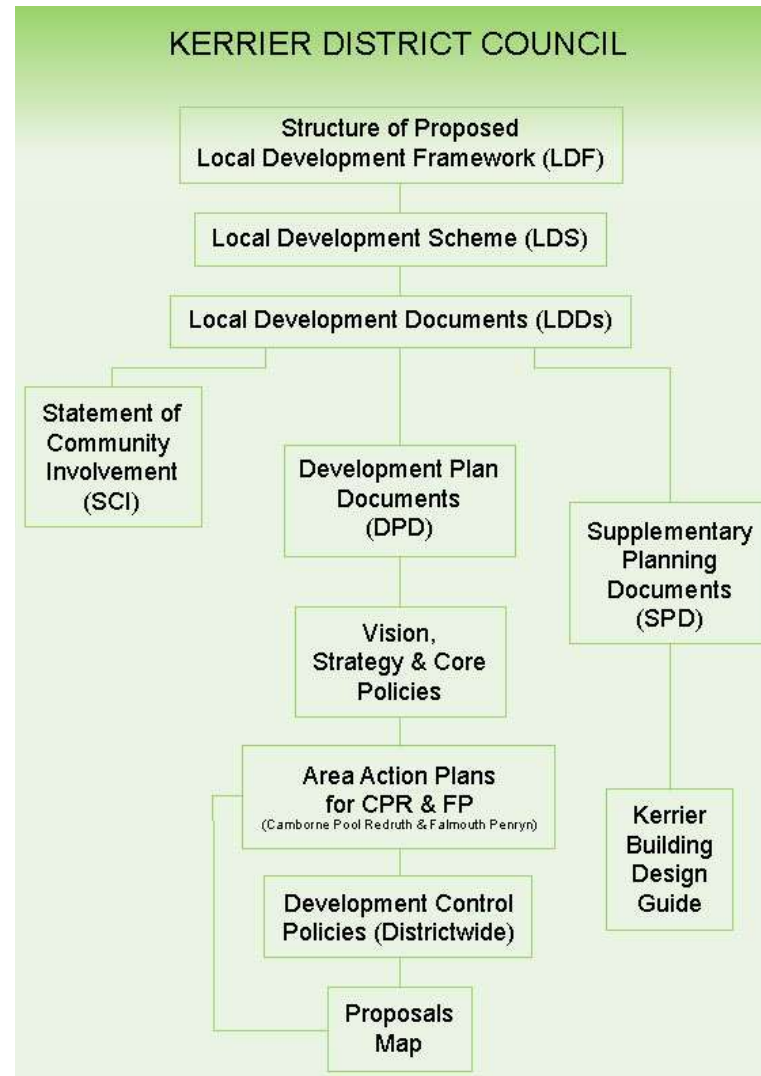 KERRIER DISTRICT COUNCIL
Structure of Proposed
Local Development Framework (LDF)
Local Development Scheme (LDS)
Local Development Documents (LDDs)
Statement of
Community
Involvement
(SCI)
Development Plan
Documents
(DPD)
Supplementary
Planning
Documents
(SPD)
Vision,
Strategy & Core
Policies
Area Action Plans
for CPR & FP
(Camborne Pool Redruth & Falmouth Penryn)
Kerrier
Building
Design
Guide
Development Control
Policies (Districtwide)
Proposals
Map